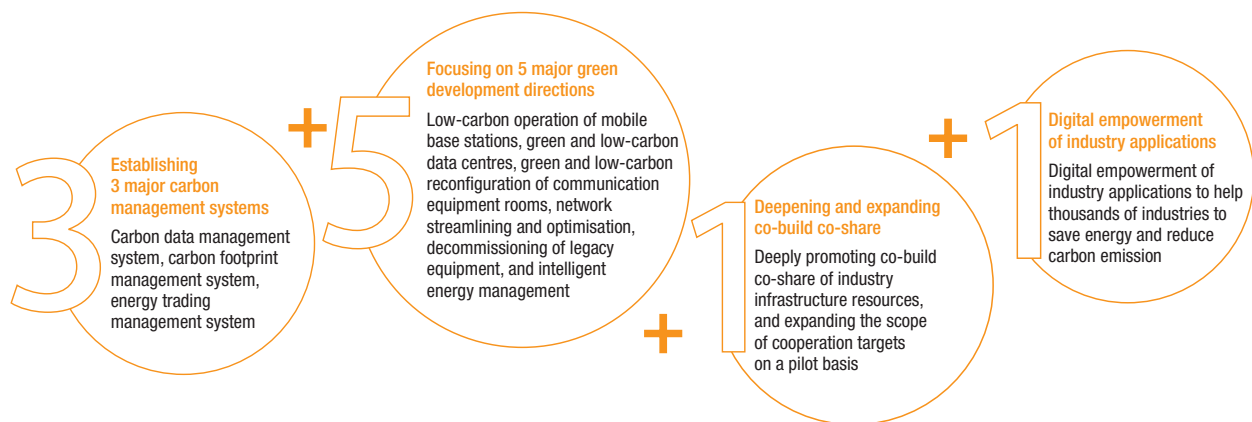 3
Establishing
3 major carbon
management systems
Carbon data management
system, carbon footprint
management system,
energy trading
management system
+
5
Focusing on 5 major green
development directions
Low-carbon operation of mobile
base stations, green and low-carbon
data centres, green and low-carbon
reconfiguration of communication
equipment rooms, network
streamlining and optimisation,
decommissioning of legacy
equipment, and intelligent
energy management
+
1
Deepening and expanding
co-build co-share
Deeply promoting co-build
co-share of industry
infrastructure resources,
and expanding the scope
of cooperation targets
on a pilot basis
+
1
Digital empowerment
of industry applications
Digital empowerment of
industry applications to help
thousands of industries to
save energy and reduce
carbon emission